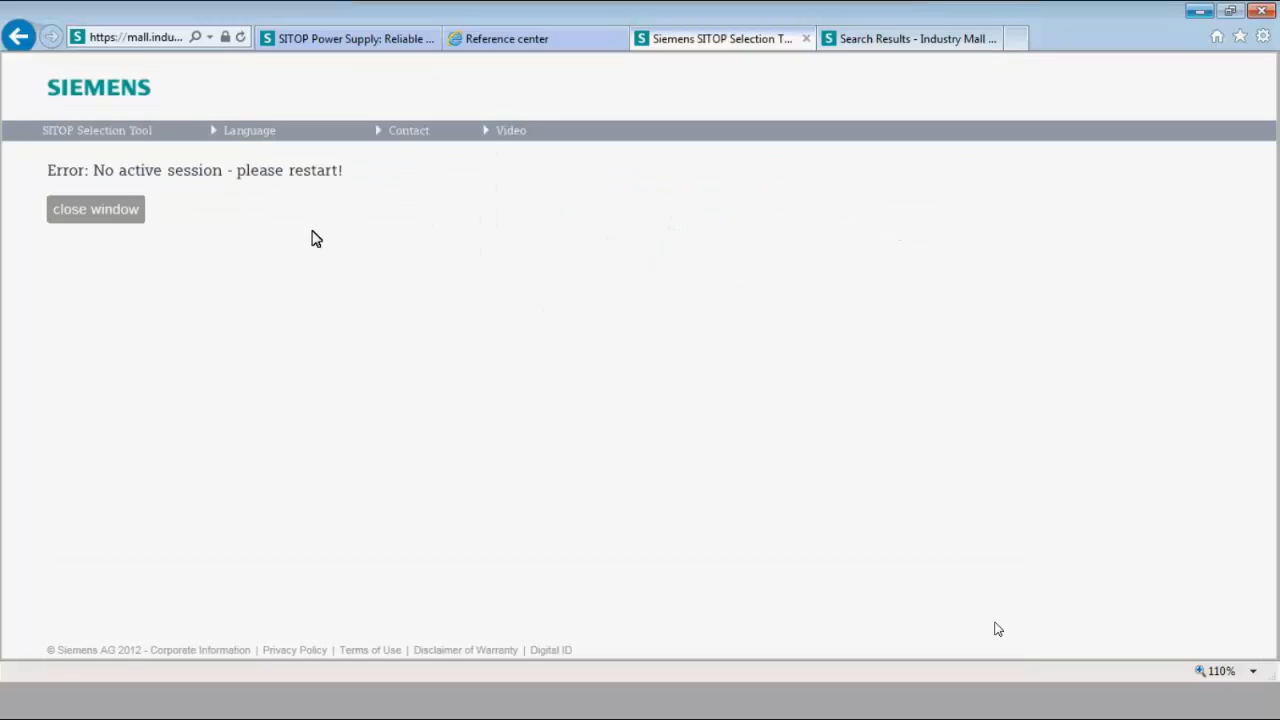 https://mall.indu...
SITOP Power Supply: Reliable ...
Reference center
Siemens SITOP Selection T...
Search Results - Industry Mall ...
SIEMENS
SITOP Selection Tool
Language
Contact
Video
Error: No active session - please restart!
close window
© Siemens AG 2012 - Corporate Information | Privacy Policy | Terms of Use | Disclaimer of Warranty | Digital ID
110%